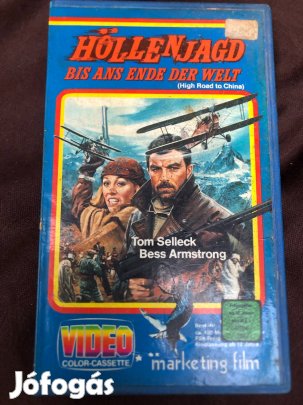 HÖLLENJAGD
BIS ANS ENDE DER WELT
(High Road to China)
Tom Selleck
Bess Armstrong
VIDEO
COLOR-CASSETTE
marketing film
Jófogás